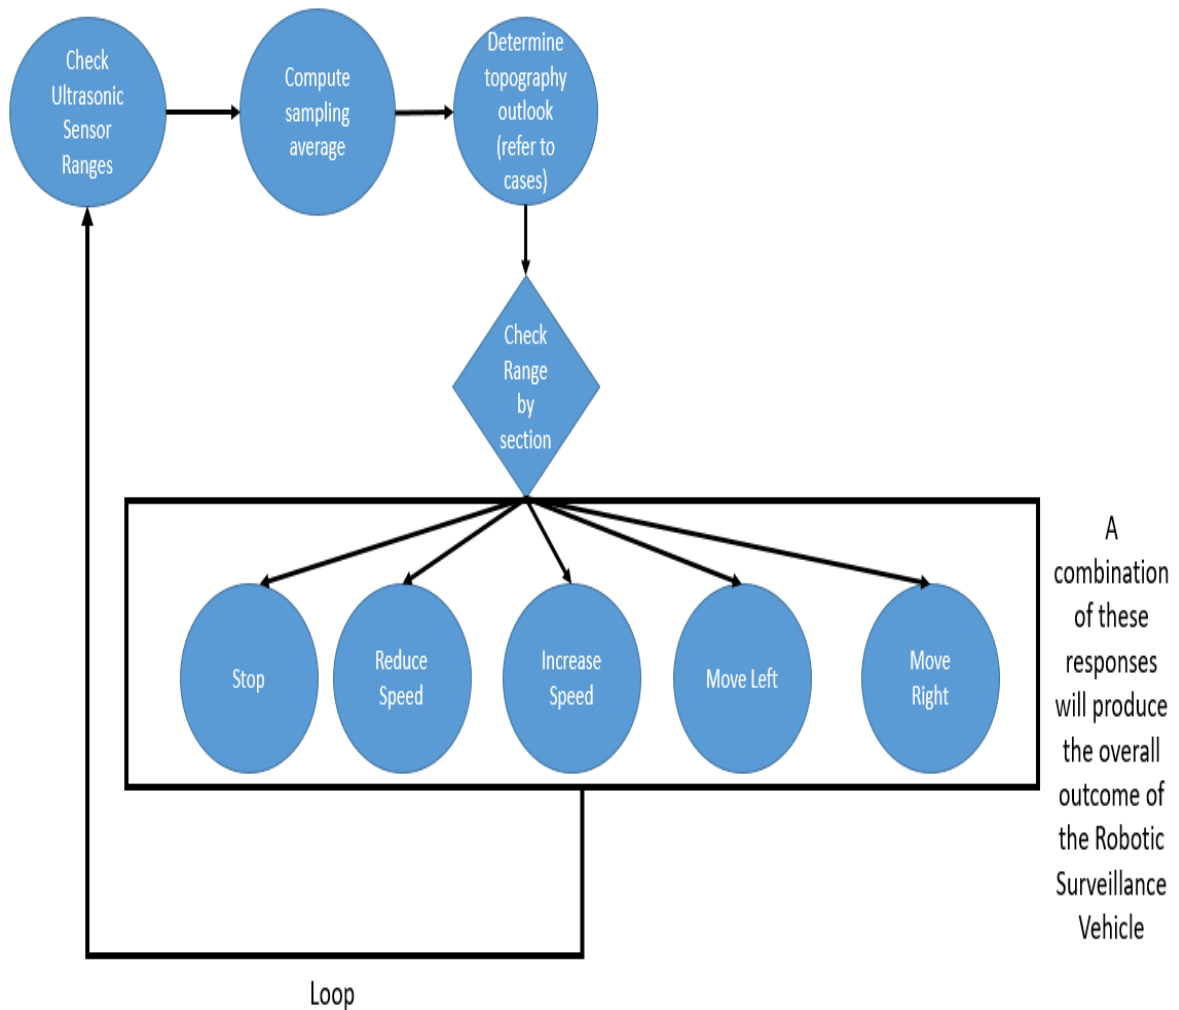 Check
Ultrasonic
Sensor
Ranges
Compute
sampling
average
Determine
topography
outlook
(refer to
cases)
Check
Range
by
section
Stop
Reduce
Speed
Increase
Speed
Move Left
Move
Right
A
combination
of these
responses
will produce
the overall
outcome of
the Robotic
Surveillance
Vehicle
Loop